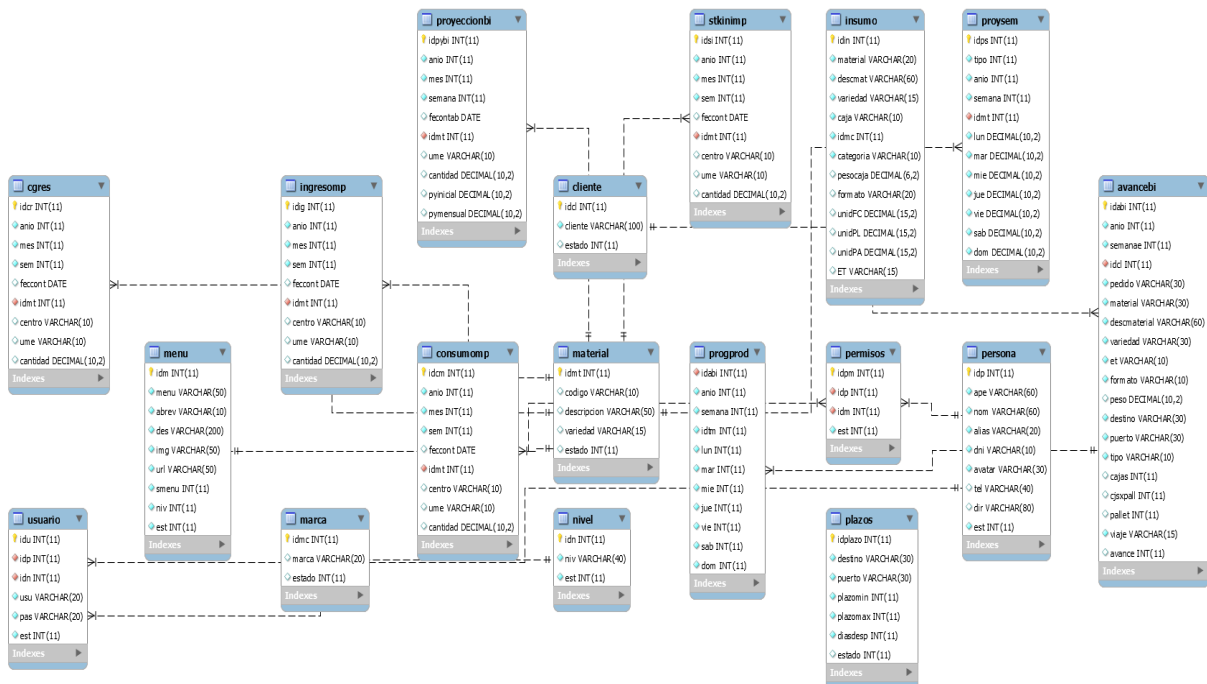 proyeccionbi
idpybi INT(11)
anio INT(11)
mes INT(11)
semana INT(11)
fecontab DATE
idmt INT(11)
ume VARCHAR(10)
cantidad DECIMAL(10,2)
pyinicial DECIMAL(10,2)
pymensual DECIMAL(10,2)
Indexes
stkinimp
idsi INT(11)
anio INT(11)
mes INT(11)
sem INT(11)
feccont DATE
idmt INT(11)
centro VARCHAR(10)
ume VARCHAR(10)
cantidad DECIMAL(10,2)
Indexes
insumo
idin INT(11)
material VARCHAR(20)
descmat VARCHAR(60)
variedad VARCHAR(15)
caja VARCHAR(10)
idmc INT(11)
categoria VARCHAR(10)
pesocaja DECIMAL(6,2)
formato VARCHAR(20)
unidFC DECIMAL(15,2)
unidPL DECIMAL(15,2)
unidPA DECIMAL(15,2)
ET VARCHAR(15)
Indexes
proysem
idps INT(11)
tipo INT(11)
anio INT(11)
semana INT(11)
idmt INT(11)
lun DECIMAL(10,2)
mar DECIMAL(10,2)
mie DECIMAL(10,2)
jue DECIMAL(10,2)
vie DECIMAL(10,2)
sab DECIMAL(10,2)
dom DECIMAL(10,2)
Indexes
cgres
idcr INT(11)
anio INT(11)
mes INT(11)
sem INT(11)
feccont DATE
idmt INT(11)
centro VARCHAR(10)
ume VARCHAR(10)
cantidad DECIMAL(10,2)
Indexes
ingresomp
idig INT(11)
anio INT(11)
mes INT(11)
sem INT(11)
feccont DATE
idmt INT(11)
centro VARCHAR(10)
ume VARCHAR(10)
cantidad DECIMAL(10,2)
Indexes
cliente
idcl INT(11)
cliente VARCHAR(100)
estado INT(11)
Indexes
avancebi
idabi INT(11)
anio INT(11)
semanae INT(11)
idcl INT(11)
pedido VARCHAR(30)
material VARCHAR(30)
descmaterial VARCHAR(60)
variedad VARCHAR(30)
et VARCHAR(10)
formato VARCHAR(10)
peso DECIMAL(10,2)
destino VARCHAR(30)
puerto VARCHAR(30)
tipo VARCHAR(10)
cajas INT(11)
cjsxpall INT(11)
pallet INT(11)
viaje VARCHAR(15)
avance INT(11)
Indexes
menu
idm INT(11)
menu VARCHAR(50)
abrev VARCHAR(10)
des VARCHAR(200)
img VARCHAR(50)
url VARCHAR(50)
smenu INT(11)
niv INT(11)
est INT(11)
Indexes
consumomp
idcm INT(11)
anio INT(11)
mes INT(11)
sem INT(11)
feccont DATE
idmt INT(11)
centro VARCHAR(10)
ume VARCHAR(10)
cantidad DECIMAL(10,2)
Indexes
material
idmt INT(11)
codigo VARCHAR(10)
descripcion VARCHAR(50)
variedad VARCHAR(15)
estado INT(11)
Indexes
progprod
idabi INT(11)
anio INT(11)
semana INT(11)
idtm INT(11)
lun INT(11)
mar INT(11)
mie INT(11)
jue INT(11)
vie INT(11)
sab INT(11)
dom INT(11)
Indexes
permisos
idpm INT(11)
idp INT(11)
idm INT(11)
est INT(11)
Indexes
persona
idp INT(11)
ape VARCHAR(60)
nom VARCHAR(60)
alias VARCHAR(20)
dni VARCHAR(10)
avatar VARCHAR(30)
tel VARCHAR(40)
dir VARCHAR(80)
est INT(11)
Indexes
usuario
idu INT(11)
idp INT(11)
idn INT(11)
usu VARCHAR(20)
pas VARCHAR(20)
est INT(11)
Indexes
marca
idmc INT(11)
marca VARCHAR(20)
estado INT(11)
Indexes
nivel
idn INT(11)
niv VARCHAR(40)
est INT(11)
Indexes
plazos
idplazo INT(11)
destino VARCHAR(30)
puerto VARCHAR(30)
plazomin INT(11)
plazomax INT(11)
diasdesp INT(11)
estado INT(11)
Indexes